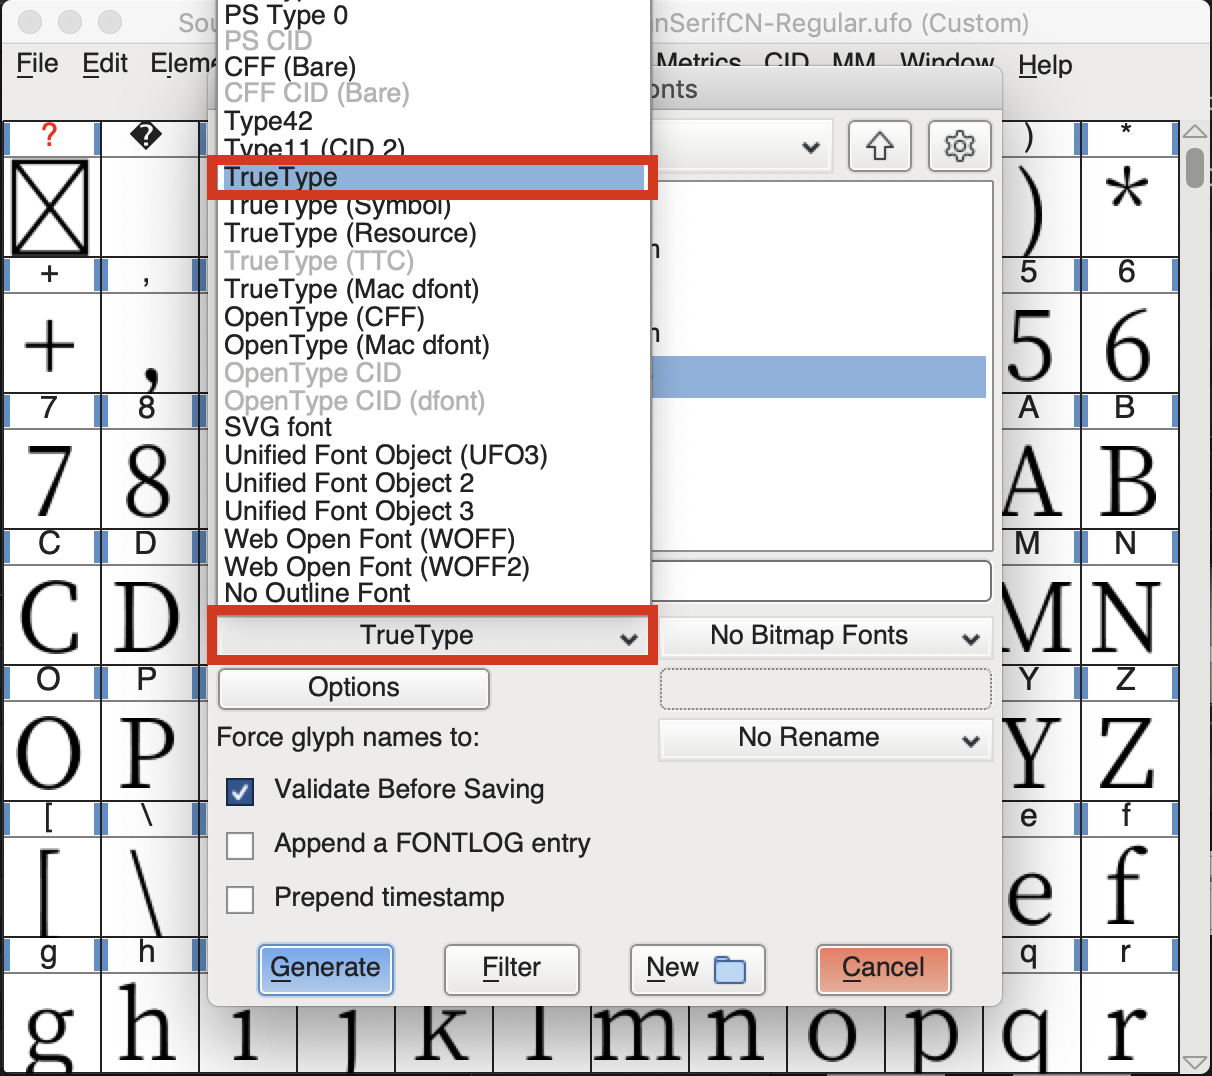 Sou
nSerifCN-Regular.ufo (Custom)
File Edit Eleme Metrics CID MM Window Help
onts
PS Type 0
PS CID
CFF (Bare)
CFF CID (Bare)
Type42
Type11 (CID 2)
TrueType
TrueType (Symbol)
TrueType (Resource)
TrueType (TTC)
TrueType (Mac dfont)
OpenType (CFF)
OpenType (Mac dfont)
OpenType CID
OpenType CID (dfont)
SVG font
Unified Font Object (UFO3)
Unified Font Object 2
Unified Font Object 3
Web Open Font (WOFF)
Web Open Font (WOFF2)
No Outline Font
TrueType No Bitmap Fonts
Options
Force glyph names to: No Rename
Validate Before Saving
Append a FONTLOG entry
Prepend timestamp
Generate Filter New Cancel
? � ) *
) *
+ , 5 6
+ , 5 6
7 8 A B
7 8 A B
C D M N
C D M N
O P Y Z
O P Y Z
[ \ e f
[ \ e f
g h q r
g h i j k l m n o p q r